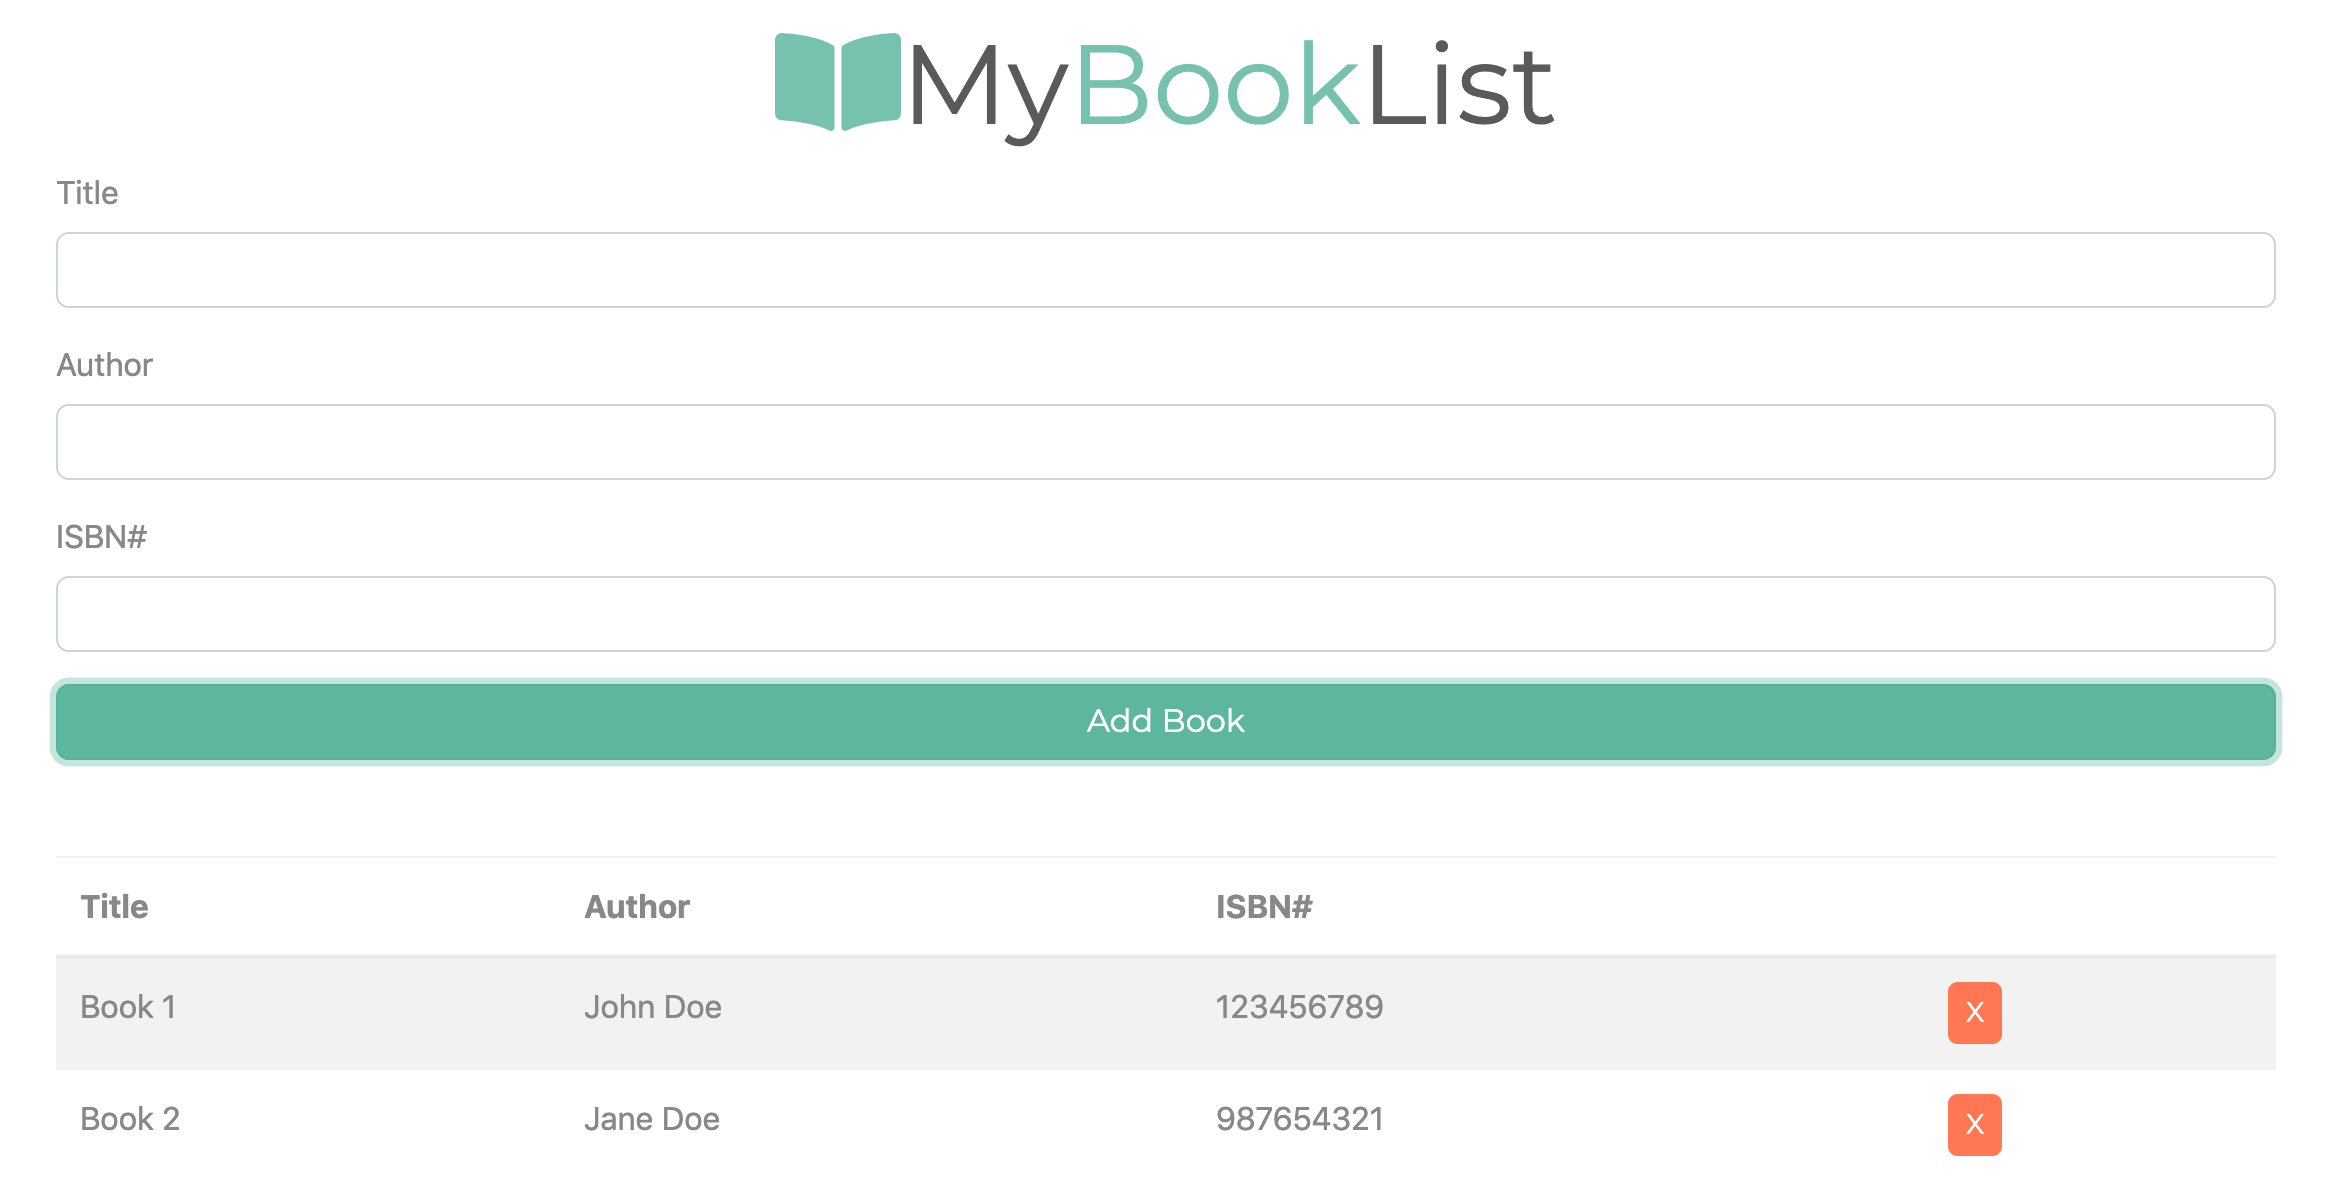 MyBookList
Title
Author
ISBN#
Add Book
Title Author ISBN#
Book 1 John Doe 123456789 X
Book 2 Jane Doe 987654321 X